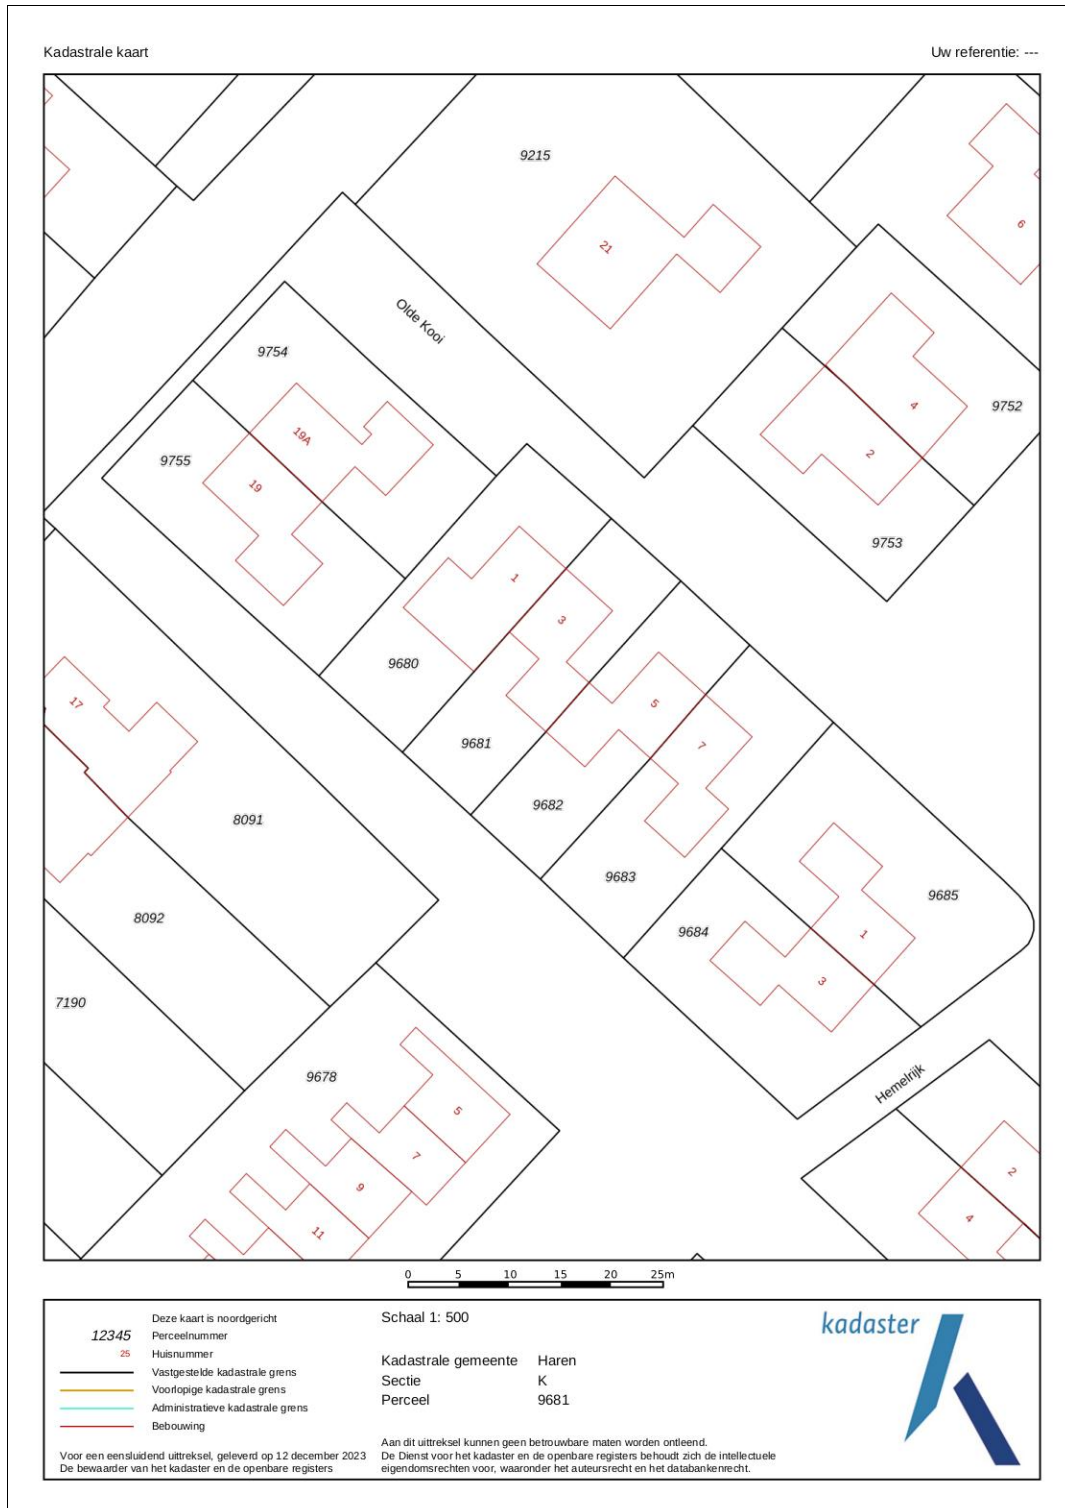 Kadastrale kaart
Uw referentie: ---
9215
21
6
Olde Kooi
9754
4
9752
19A
2
9755
19
9753
1
3
9680
17
5
9681
7
9682
8091
9683
9685
8092
9684
1
3
7190
9678
Hemelrijk
5
7
2
9
4
11
0 5 10 15 20 25m
Deze kaart is noordgericht
12345 Perceelnummer
25 Huisnummer
Vastgestelde kadastrale grens
Voorlopige kadastrale grens
Administratieve kadastrale grens
Bebouwing
Voor een eensluidend uittreksel, geleverd op 12 december 2023
De bewaarder van het kadaster en de openbare registers
Schaal 1: 500
Kadastrale gemeente Haren
Sectie K
Perceel 9681
Aan dit uittreksel kunnen geen betrouwbare maten worden ontleend.
De Dienst voor het kadaster en de openbare registers behoudt zich de intellectuele
eigendomsrechten voor, waaronder het auteursrecht en het databankenrecht.
kadaster